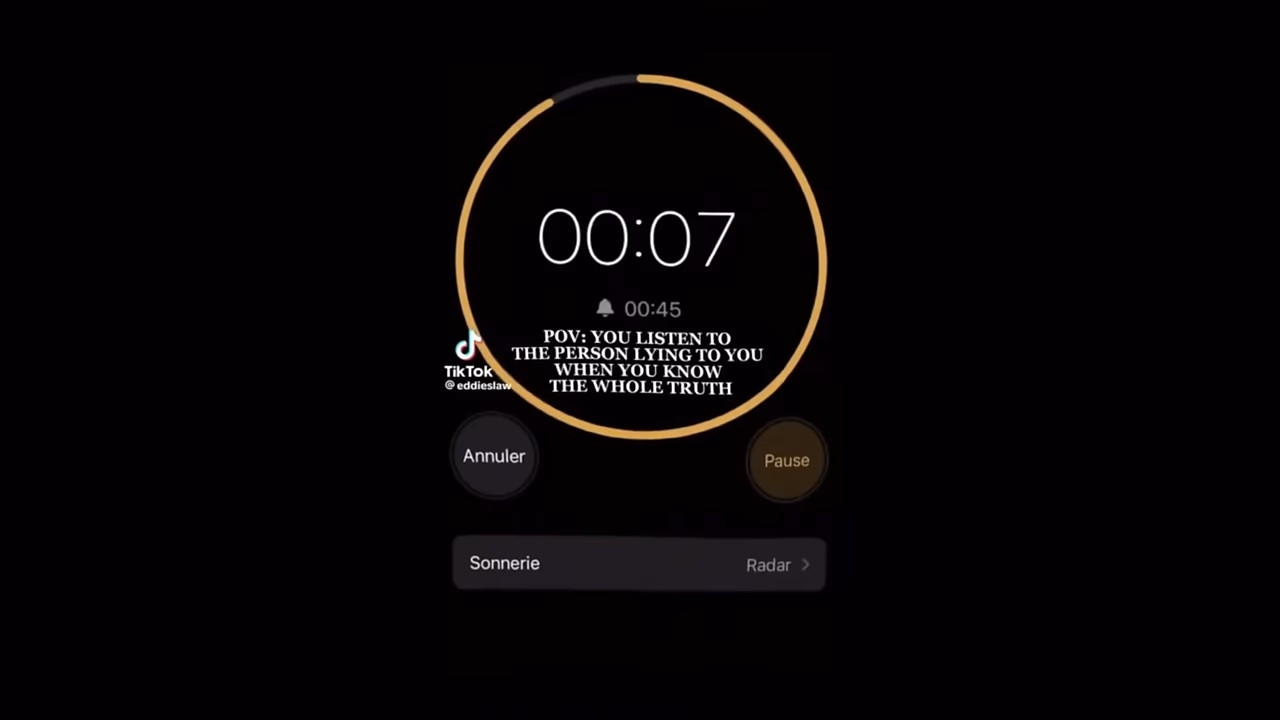 00:07
00:45
POV: YOU LISTEN TO
THE PERSON LYING TO YOU
WHEN YOU KNOW
THE WHOLE TRUTH
TikTok
@eddieslaw
Annuler
Pause
Sonnerie
Radar